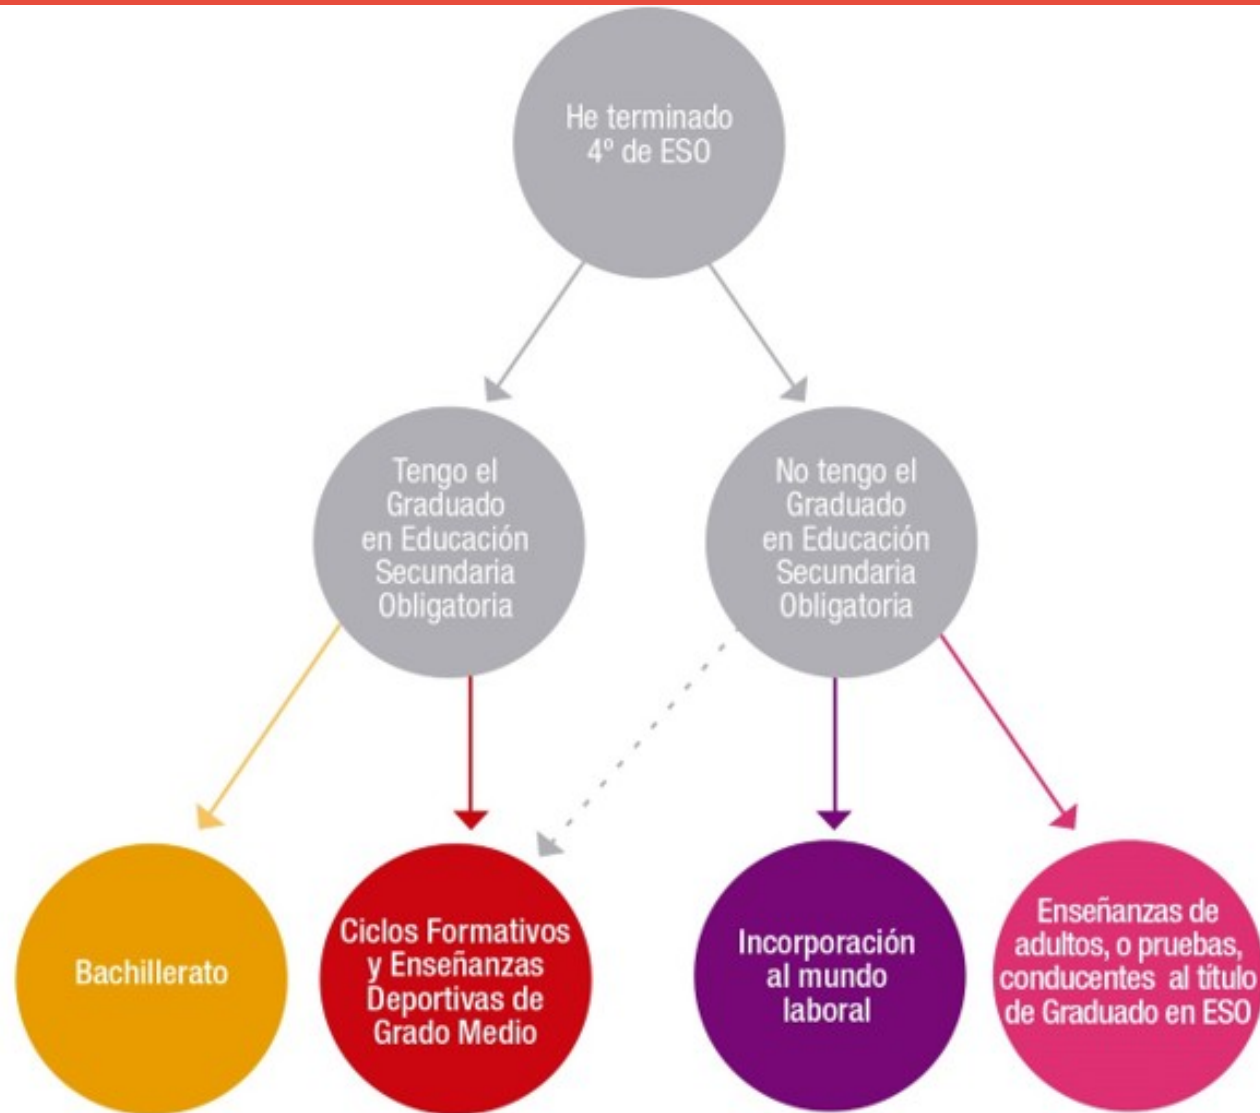 He terminado
4º de ESO
Tengo el
Graduado
en Educación
Secundaria
Obligatoria
No tengo el
Graduado
en Educación
Secundaria
Obligatoria
Bachillerato
Ciclos Formativos
y Enseñanzas
Deportivas de
Grado Medio
Incorporación
al mundo
laboral
Enseñanzas de
adultos, o pruebas,
conducentes al título
de Graduado en ESO